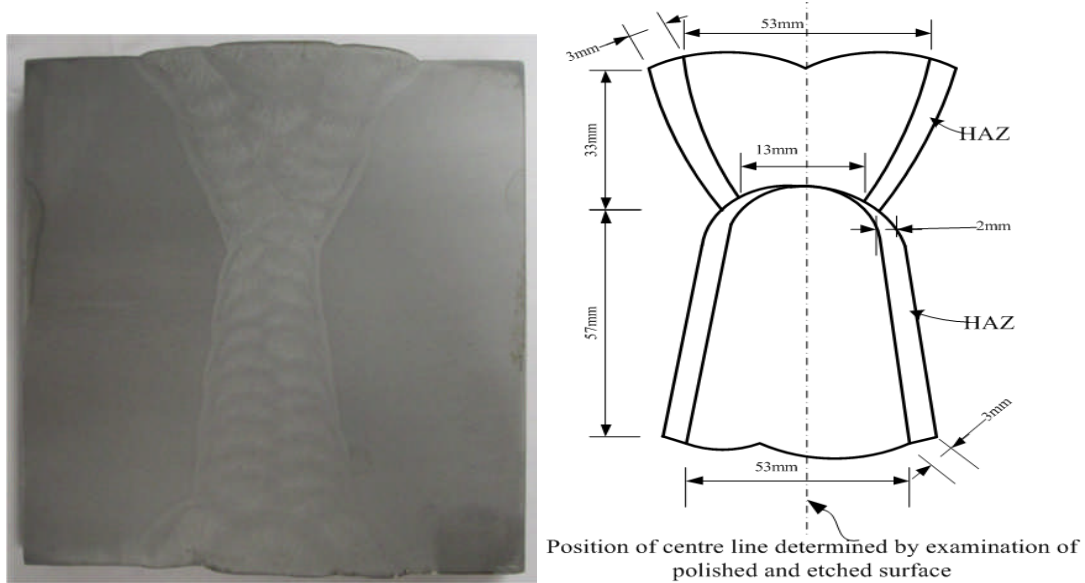 53mm
3mm
33mm
HAZ
13mm
2mm
57mm
HAZ
3mm
53mm
Position of centre line determined by examination of
polished and etched surface